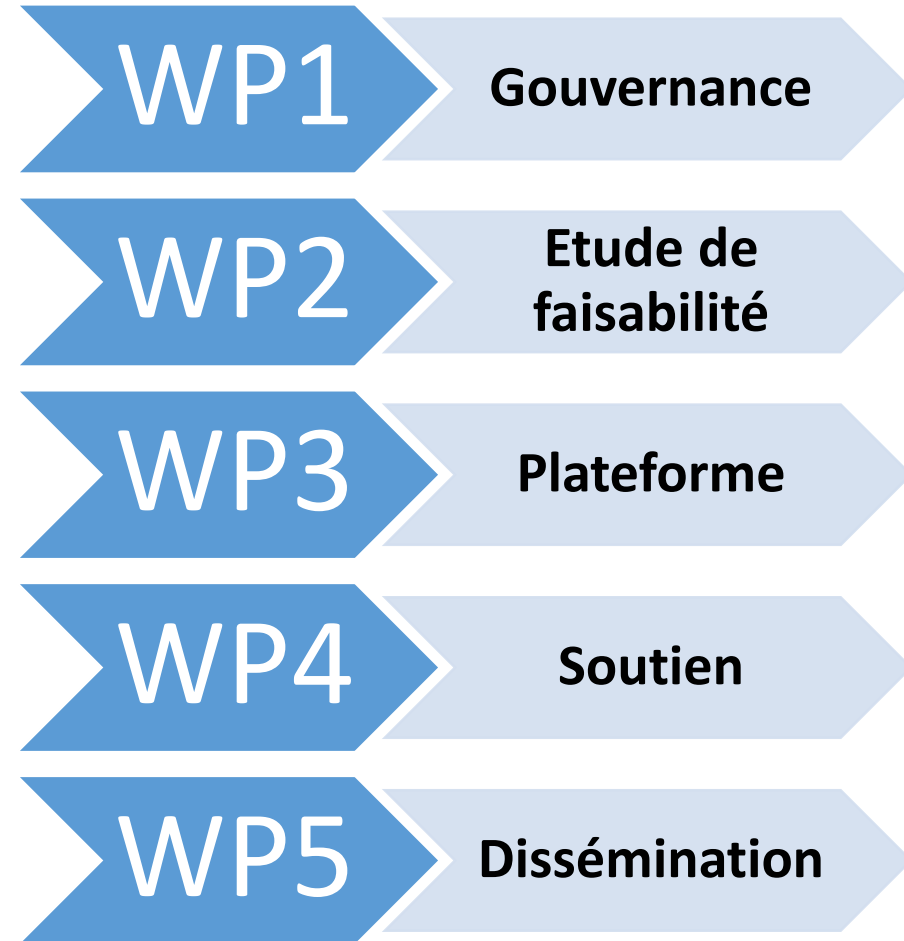 WP1
Gouvernance
WP2
Etude de
faisabilité
WP3
Plateforme
WP4
Soutien
WP5
Dissémination